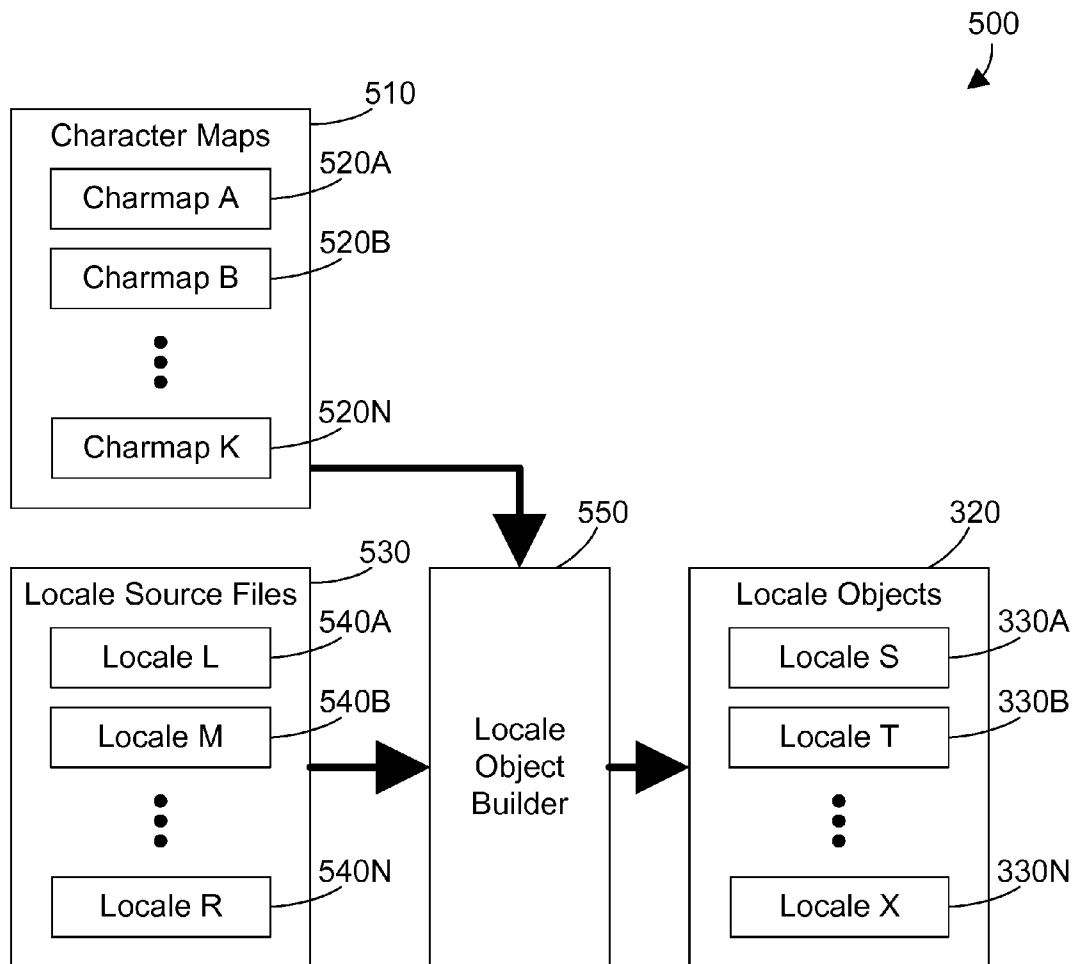 500
510
Character Maps
520A
Charmap A
520B
Charmap B
520N
Charmap K
530
Locale Source Files
540A
Locale L
540B
Locale M
540N
Locale R
550
Locale
Object
Builder
320
Locale Objects
330A
Locale S
330B
Locale T
330N
Locale X